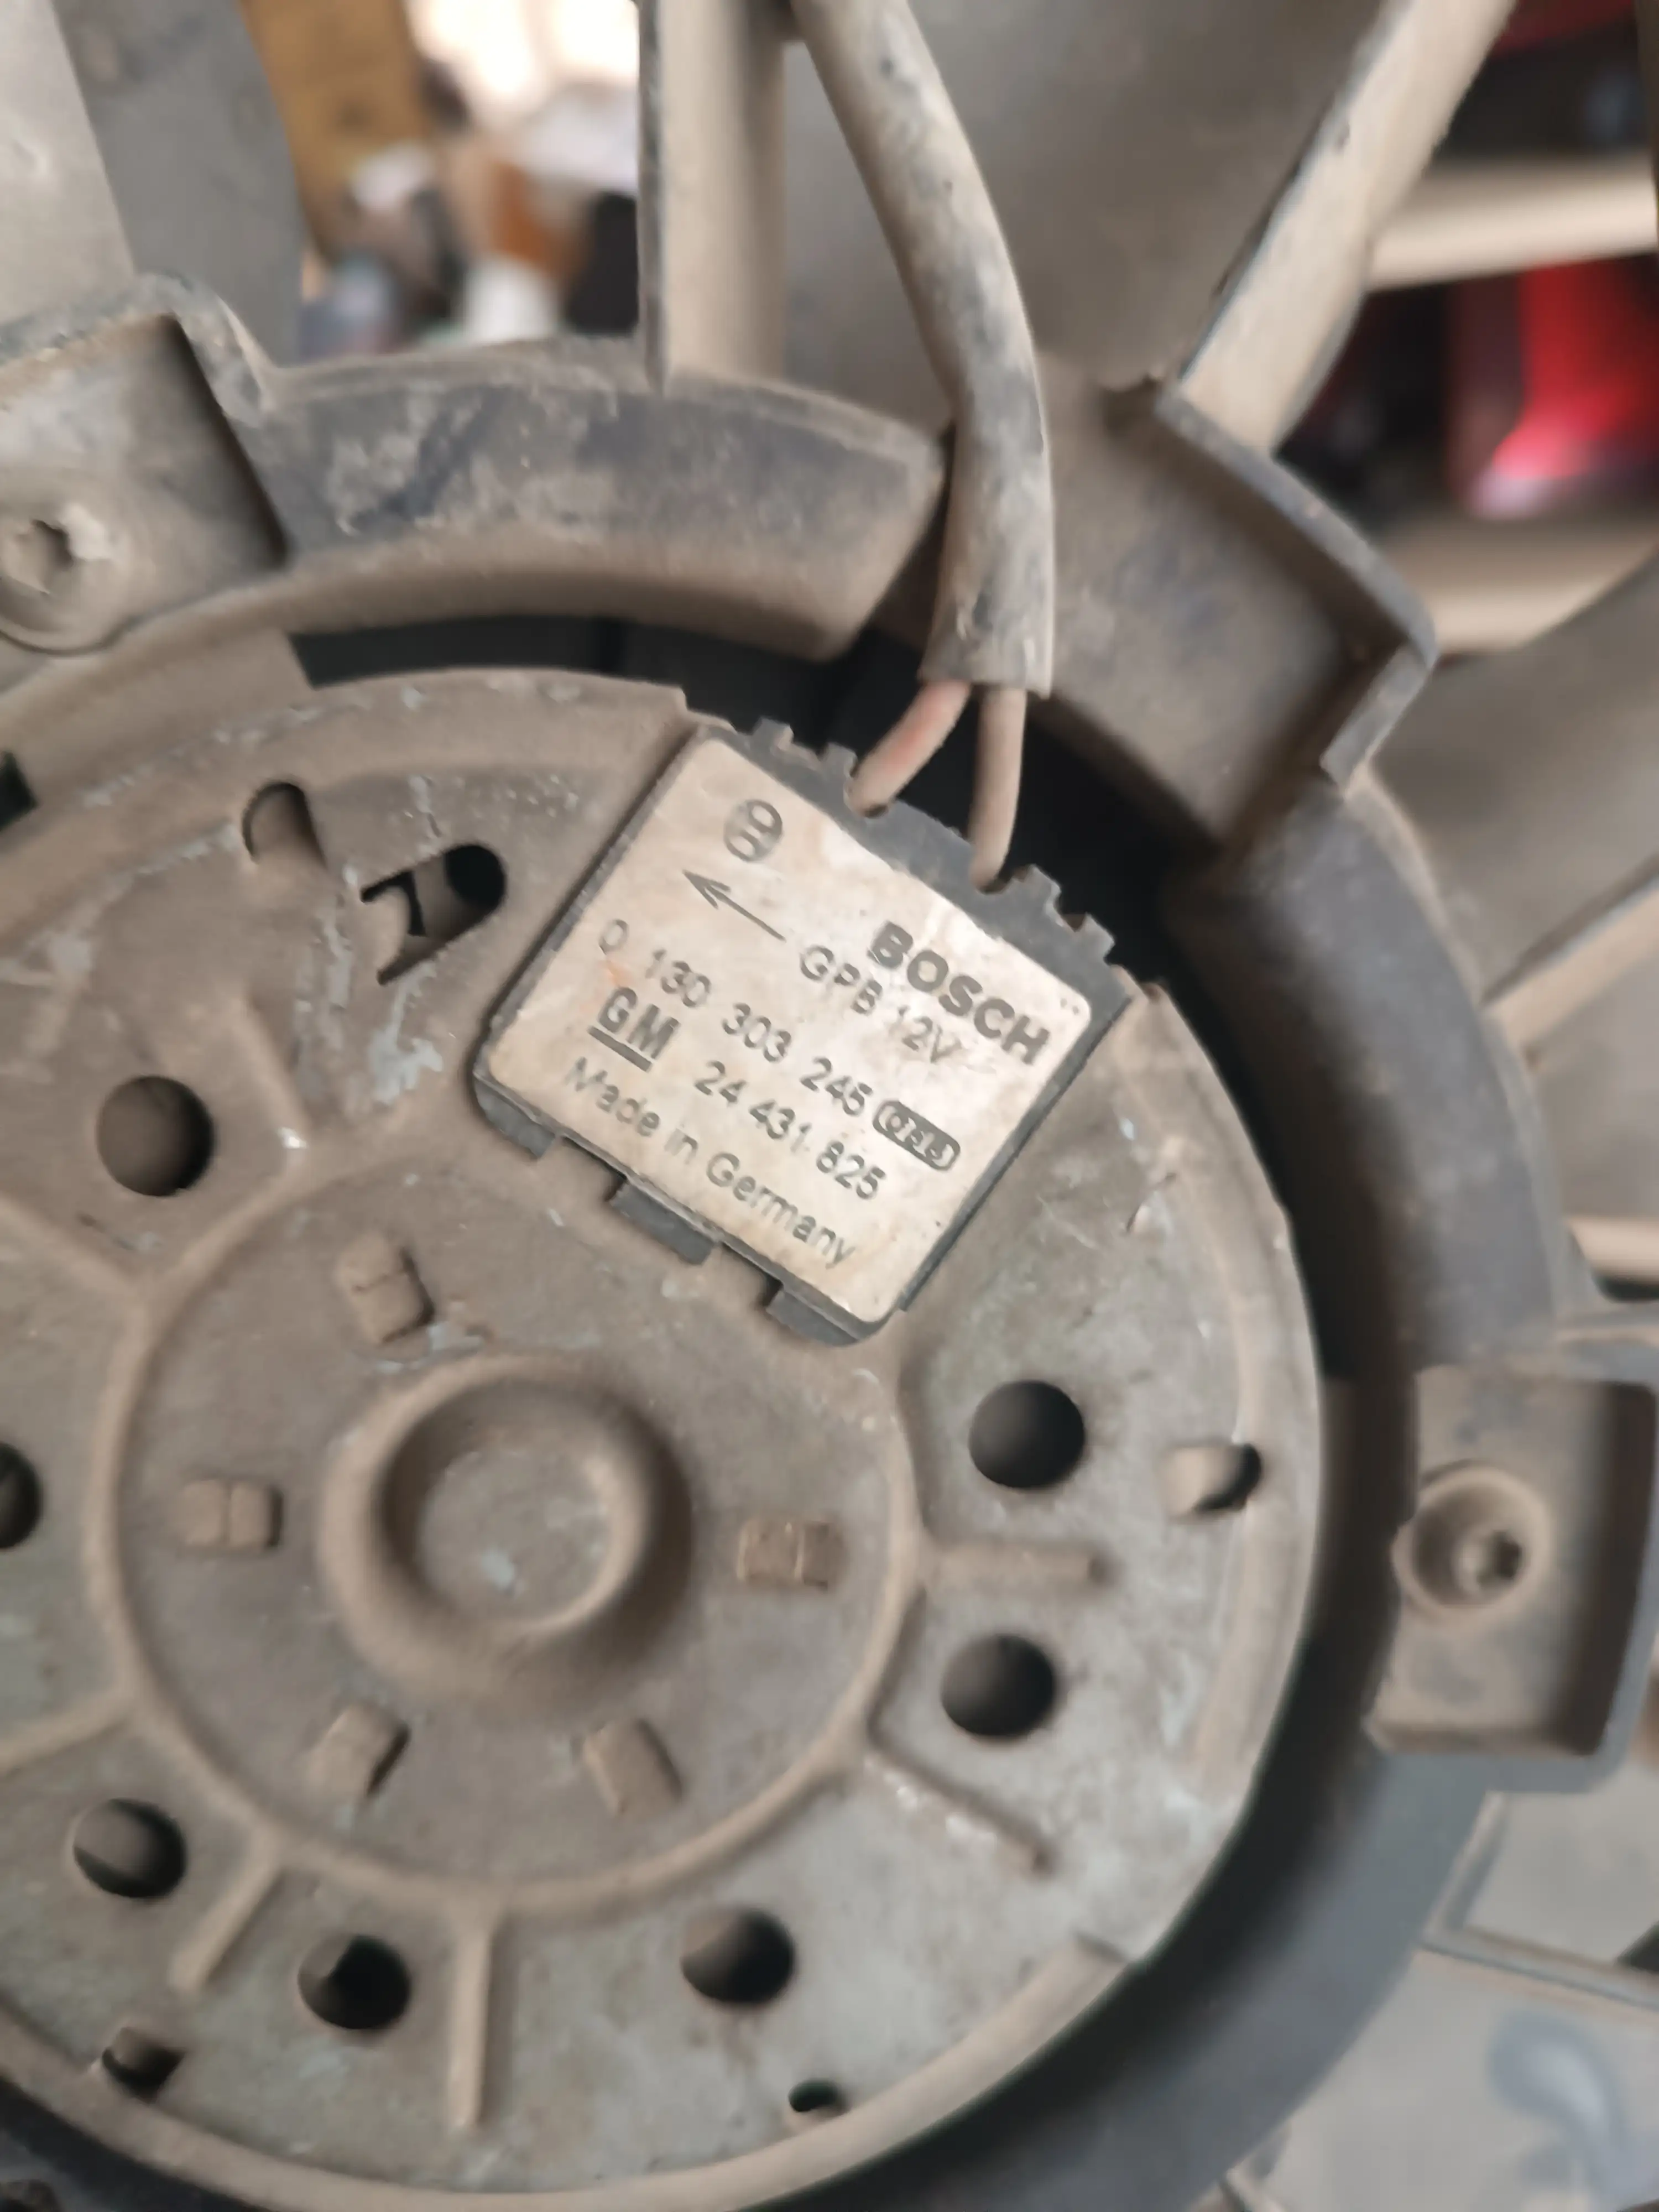 BOSCH
GPB 12V
0 130 303 245
GM 24 431 825
Made in Germany